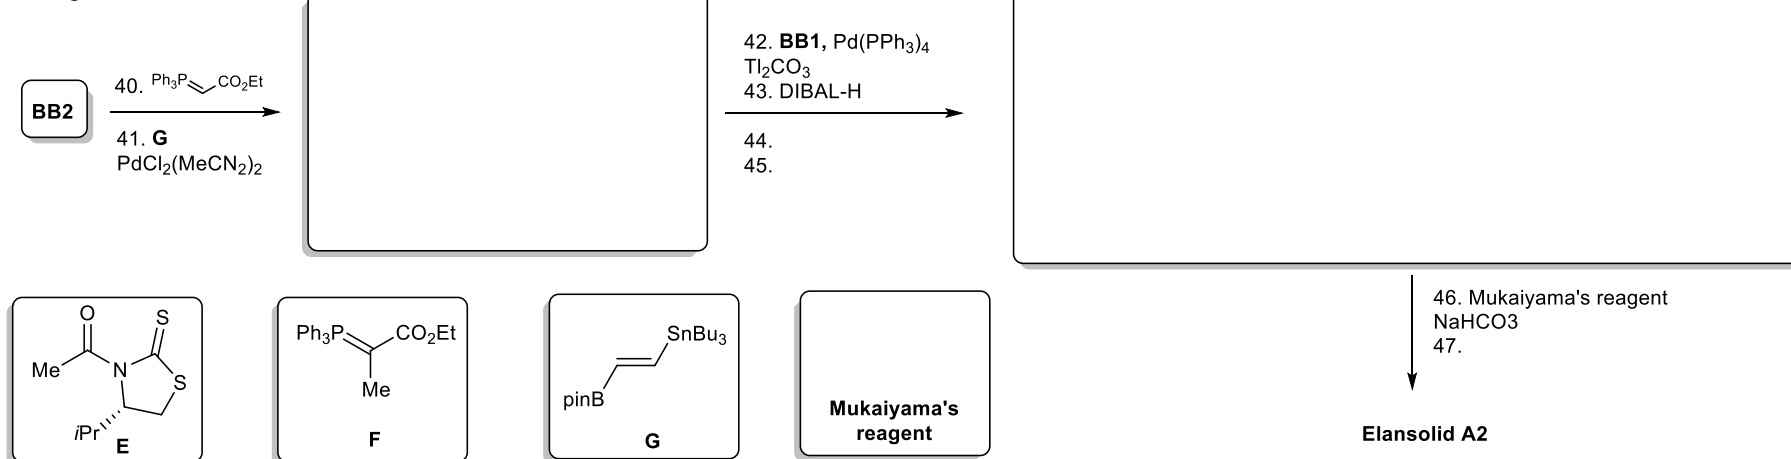 BB2
40. Ph3P CO2Et
41. G
PdCl2(MeCN2)2
42. BB1, Pd(PPh3)4
Tl2CO3
43. DIBAL-H
44.
45.
46. Mukaiyama's reagent
NaHCO3
47.
Elansolid A2
O
S
Me
N
S
iPr
E
Ph3P
CO2Et
Me
F
SnBu3
pinB
G
Mukaiyama's
reagent